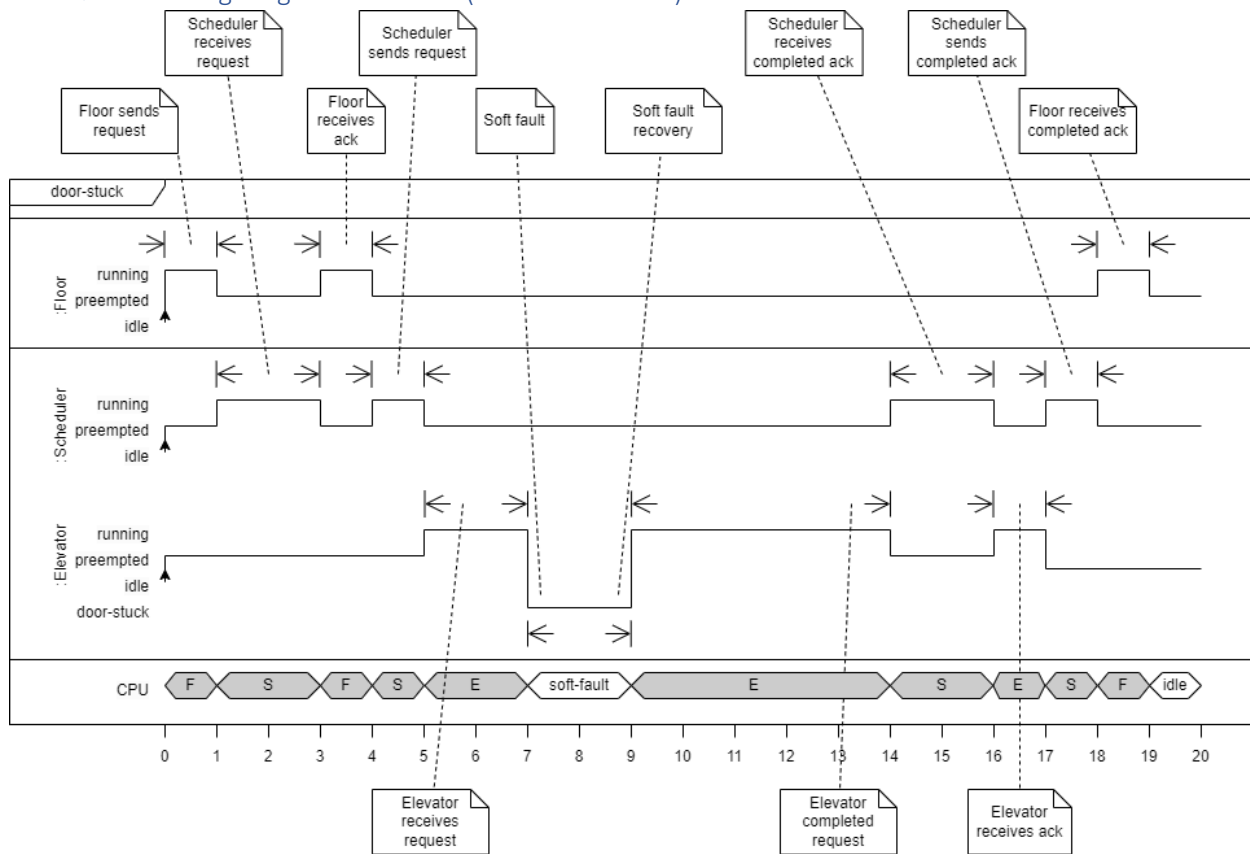 Scheduler
receives
request
Scheduler
sends request
Scheduler
receives
completed ack
Scheduler
sends
completed ack
Floor sends
request
Floor
receives
ack
Soft fault
Soft fault
recovery
Floor receives
completed ack
door-stuck
:Floor
running
preempted
idle
:Scheduler
running
preempted
idle
:Elevator
running
preempted
idle
door-stuck
CPU F S F S E soft-fault E S E S F idle
0 1 2 3 4 5 6 7 8 9 10 11 12 13 14 15 16 17 18 19 20
Elevator
receives
request
Elevator
completed
request
Elevator
receives ack